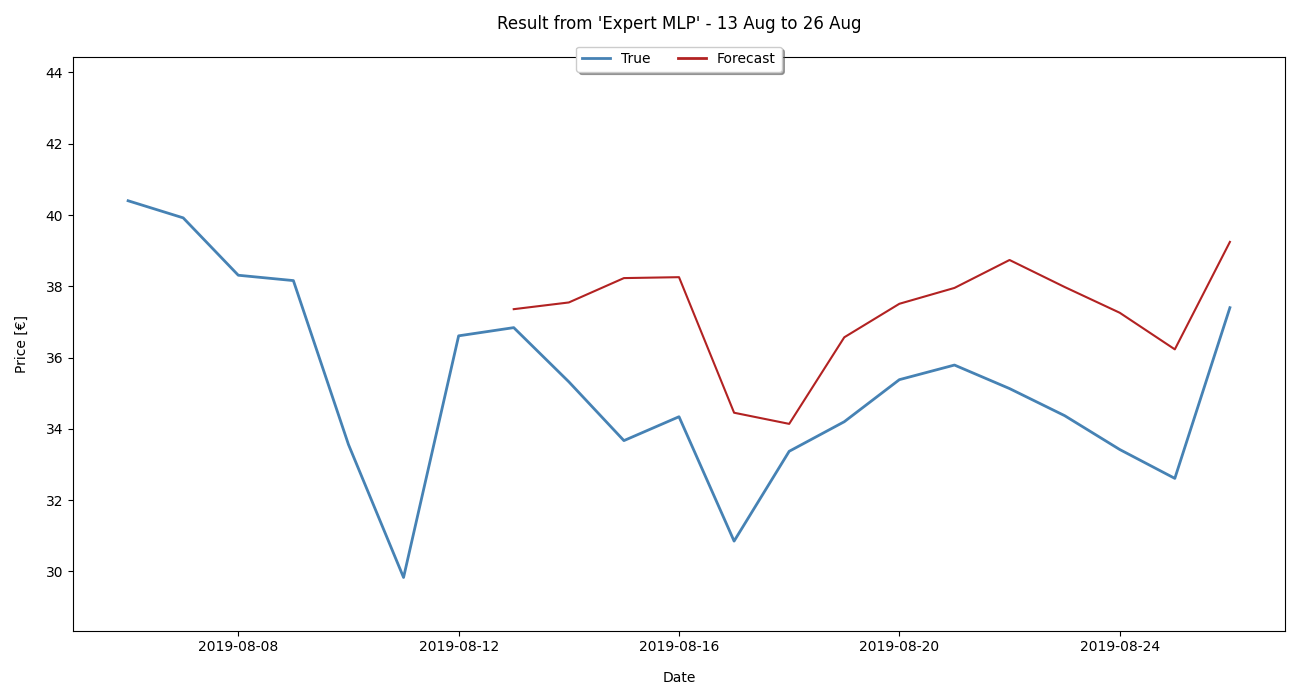 Result from 'Expert MLP' - 13 Aug to 26 Aug
True Forecast
44
42
40
38
36
34
32
30
Price [€]
2019-08-08 2019-08-12 2019-08-16 2019-08-20 2019-08-24
Date